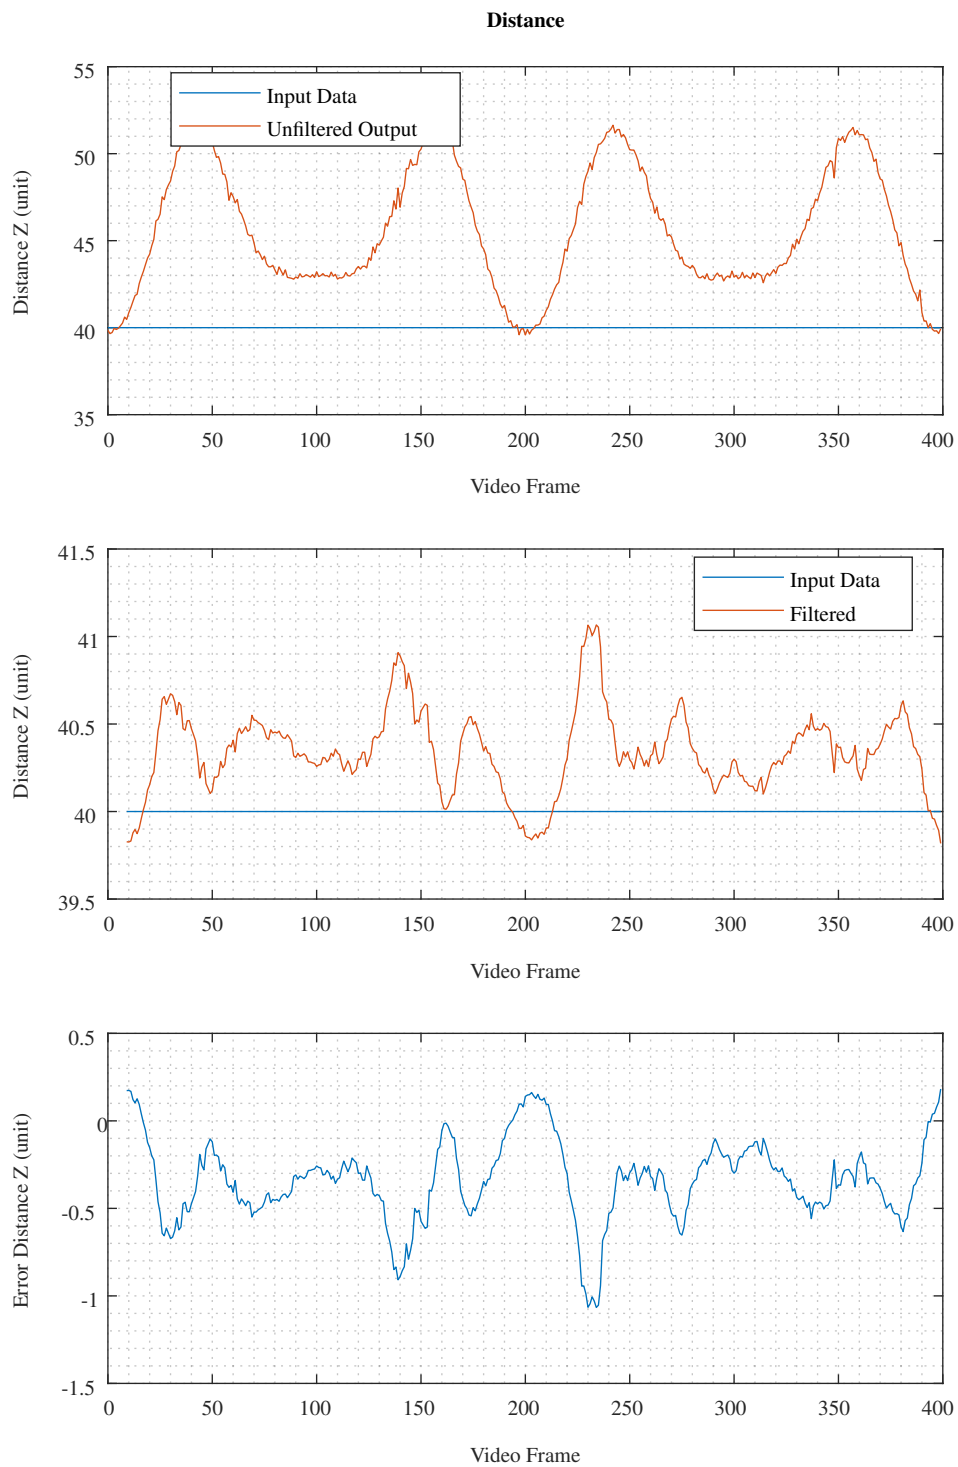 Distance
55
50
45
40
35
Distance Z (unit)
Input Data
Unfiltered Output
0 50 100 150 200 250 300 350 400
Video Frame
41.5
41
40.5
40
39.5
Distance Z (unit)
Input Data
Filtered
0 50 100 150 200 250 300 350 400
Video Frame
0.5
0
-0.5
-1
-1.5
Error Distance Z (unit)
0 50 100 150 200 250 300 350 400
Video Frame